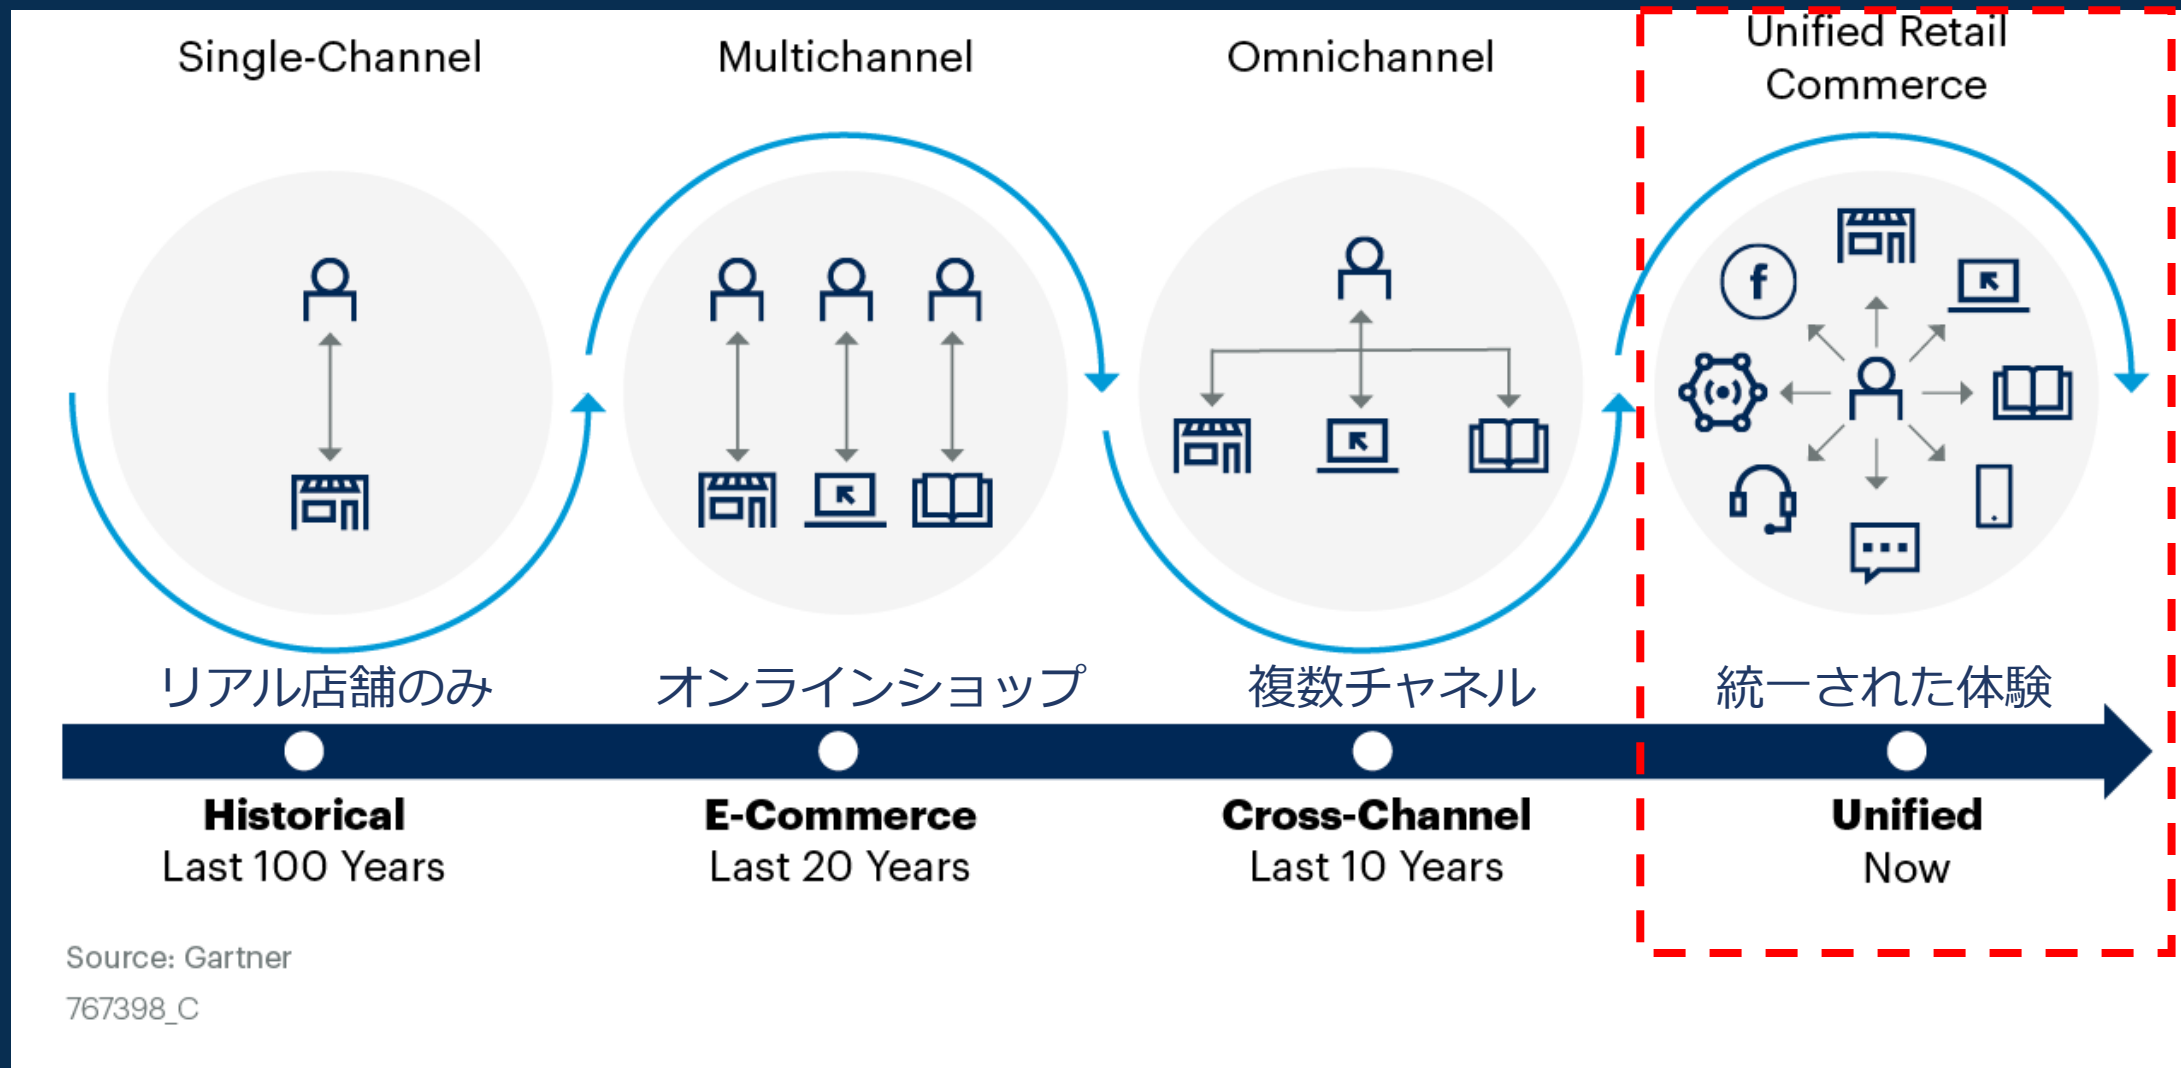 Single-Channel
Multichannel
Omnichannel
Unified Retail
Commerce
f
リアル店舗のみ
オンラインショップ
複数チャネル
統一された体験
Historical
Last 100 Years
E-Commerce
Last 20 Years
Cross-Channel
Last 10 Years
Unified
Now
Source: Gartner
767398_C